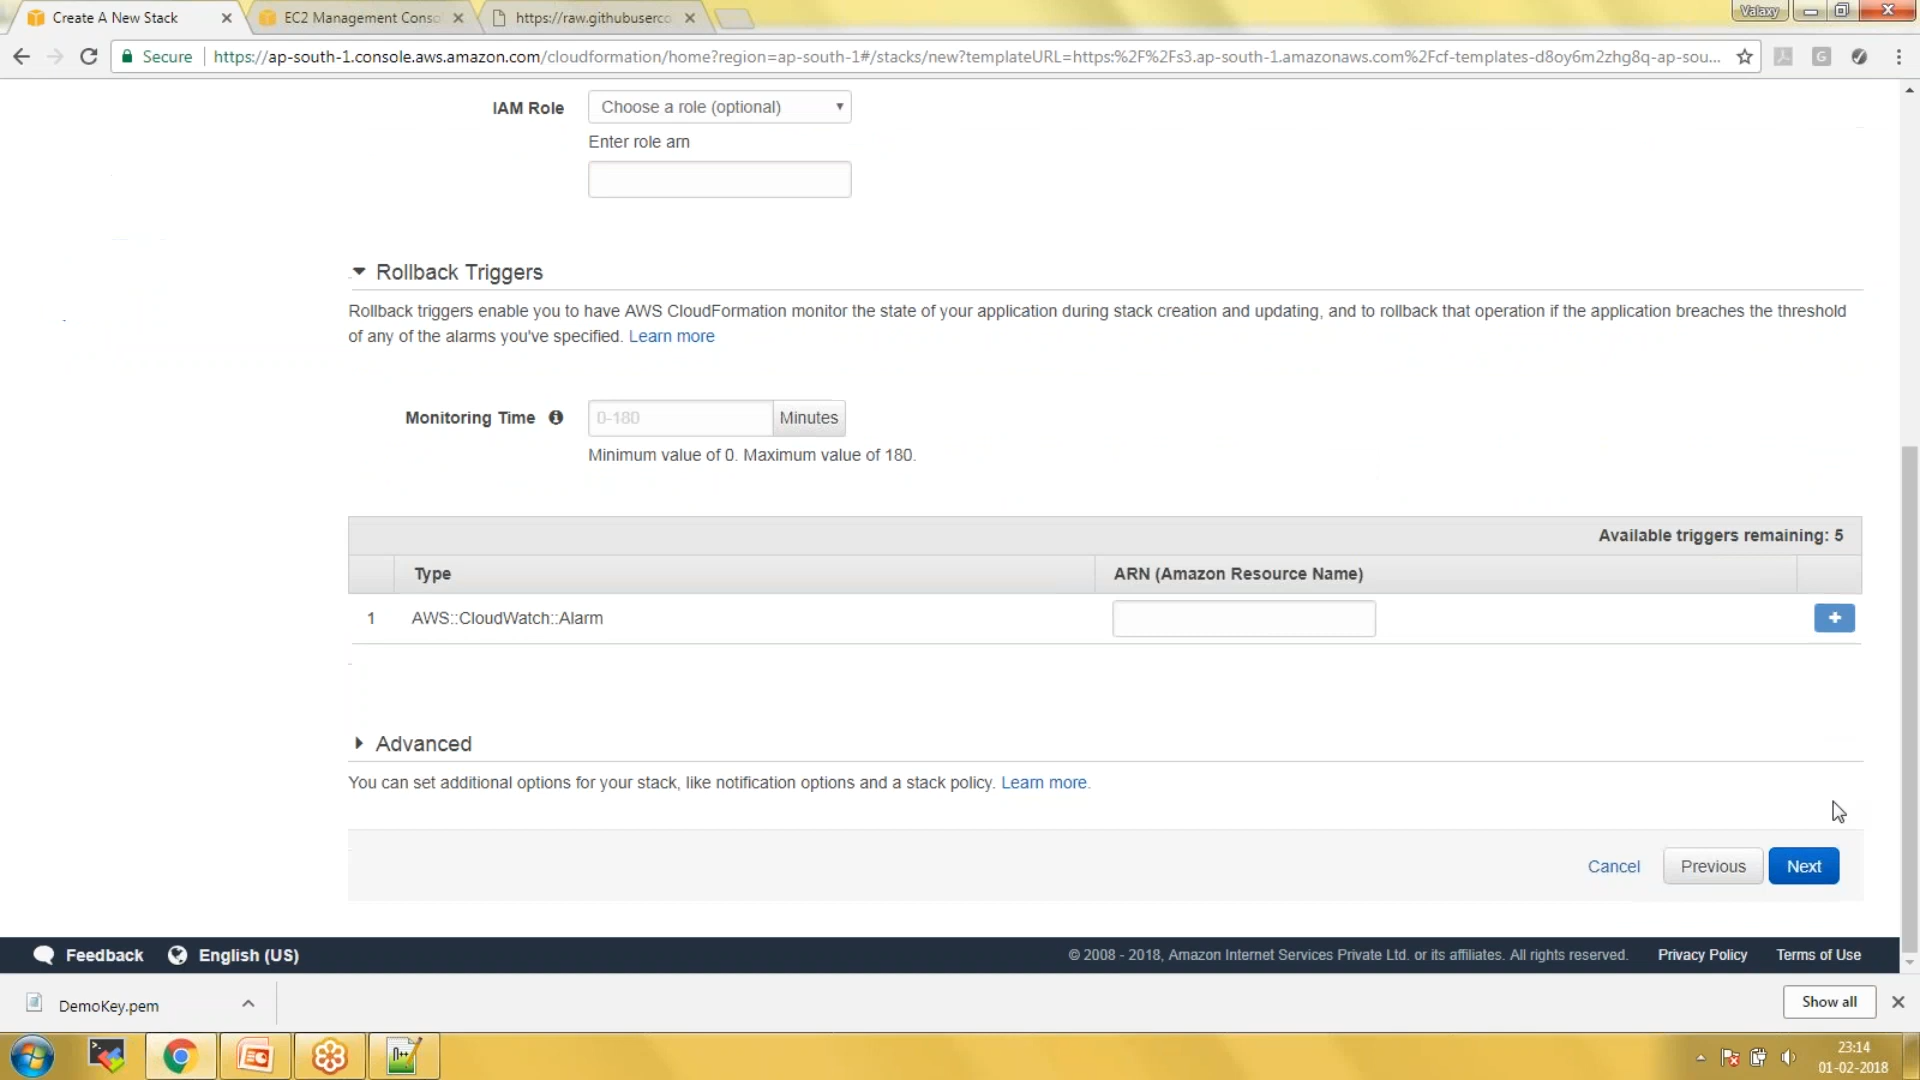 Create A New Stack
EC2 Management Conso
https://raw.githubuserco
Valaxy
Secure
https://ap-south-1.console.aws.amazon.com/cloudformation/home?region=ap-south-1#/stacks/new?templateURL=https:%2F%2Fs3.ap-south-1.amazonaws.com%2Fcf-templates-d8oy6m2zhg8q-ap-sou...
IAM Role
Choose a role (optional)
Enter role arn
Rollback Triggers
Rollback triggers enable you to have AWS CloudFormation monitor the state of your application during stack creation and updating, and to rollback that operation if the application breaches the threshold
of any of the alarms you've specified. Learn more
Monitoring Time
0-180
Minutes
Minimum value of 0. Maximum value of 180.
Available triggers remaining: 5
Type
ARN (Amazon Resource Name)
1
AWS::CloudWatch::Alarm
Advanced
You can set additional options for your stack, like notification options and a stack policy. Learn more.
Cancel
Previous
Next
Feedback
English (US)
© 2008 - 2018, Amazon Internet Services Private Ltd. or its affiliates. All rights reserved.
Privacy Policy
Terms of Use
DemoKey.pem
Show all
23:14
01-02-2018